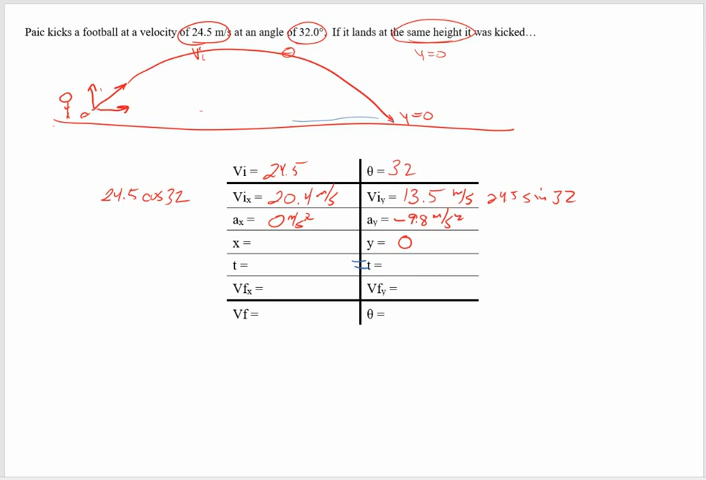 Paic kicks a football at a velocity of 24.5 m/s at an angle of 32.0°. If it lands at the same height it was kicked…
Vi
y=0
y=0
Vi = 24.5 θ = 32
24.5 cos 32 Vix = 20.4 m/s Viy = 13.5 m/s 24.5 sin 32
ax = 0 m/s² ay = -9.8 m/s²
x = y = 0
t = = t =
Vfx = Vfy =
Vf = θ =